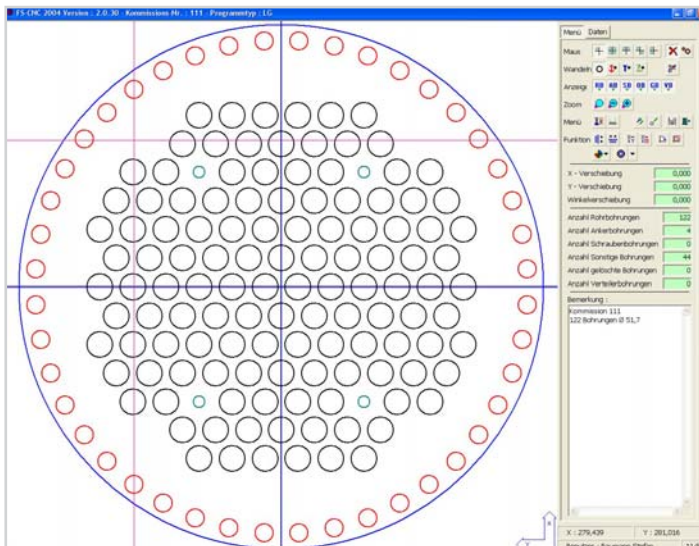 FS-CNC 2004 Version : 2.0.30 - Kommissions-Nr. : 111 - Programmtyp : LG
Menü Daten
Maus
Wandeln
Anzeige
Zoom
Menü
Funktion
X - Verschiebung 0,000
Y - Verschiebung 0,000
Winkelverschiebung 0,000
Anzahl Rohrbohrungen 122
Anzahl Ankerbohrungen 4
Anzahl Schraubenbohrungen 0
Anzahl Sonstige Bohrungen 44
Anzahl gelöschte Bohrungen 0
Anzahl Verteilerbohrungen 0
Bemerkung :
Kommission 111
122 Bohrungen Ø 51,7
X
Y
X : 279,439 Y : 281,016